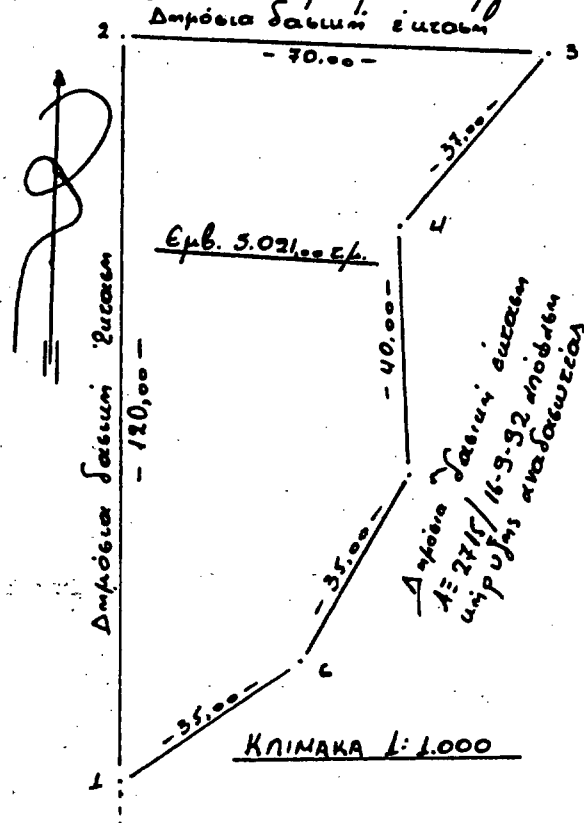 Δημόσια δασική έκταση
2
3
- 70.00 -
- 37.00 -
4
Εμβ. 5.021,00 τ.μ.
Δημόσια δασική έκταση
- 120,00 -
- 40.00 -
Δημόσια δασική έκταση
2715/16-9-92 απόφαση
κήρυξης αναδασωτέας
- 35.00 -
6
- 35,00 -
ΚΛΙΜΑΚΑ 1: 1.000
1